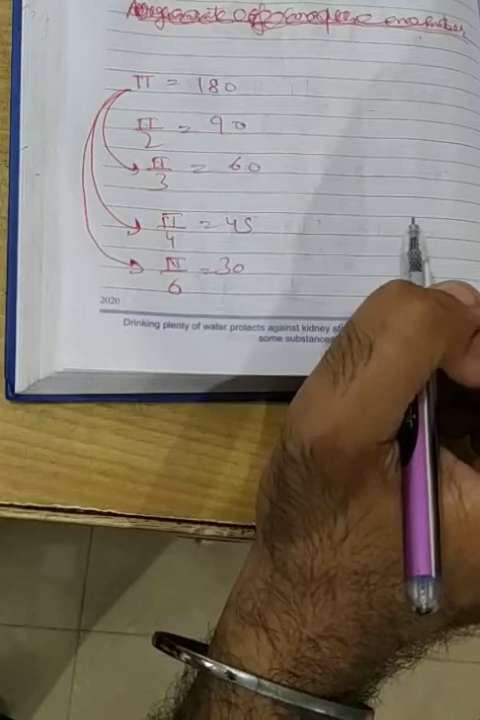 π = 180
π/2 = 90
π/3 = 60
π/4 = 45
π/6 = 30
2020
Drinking plenty of water protects against kidney
some substances